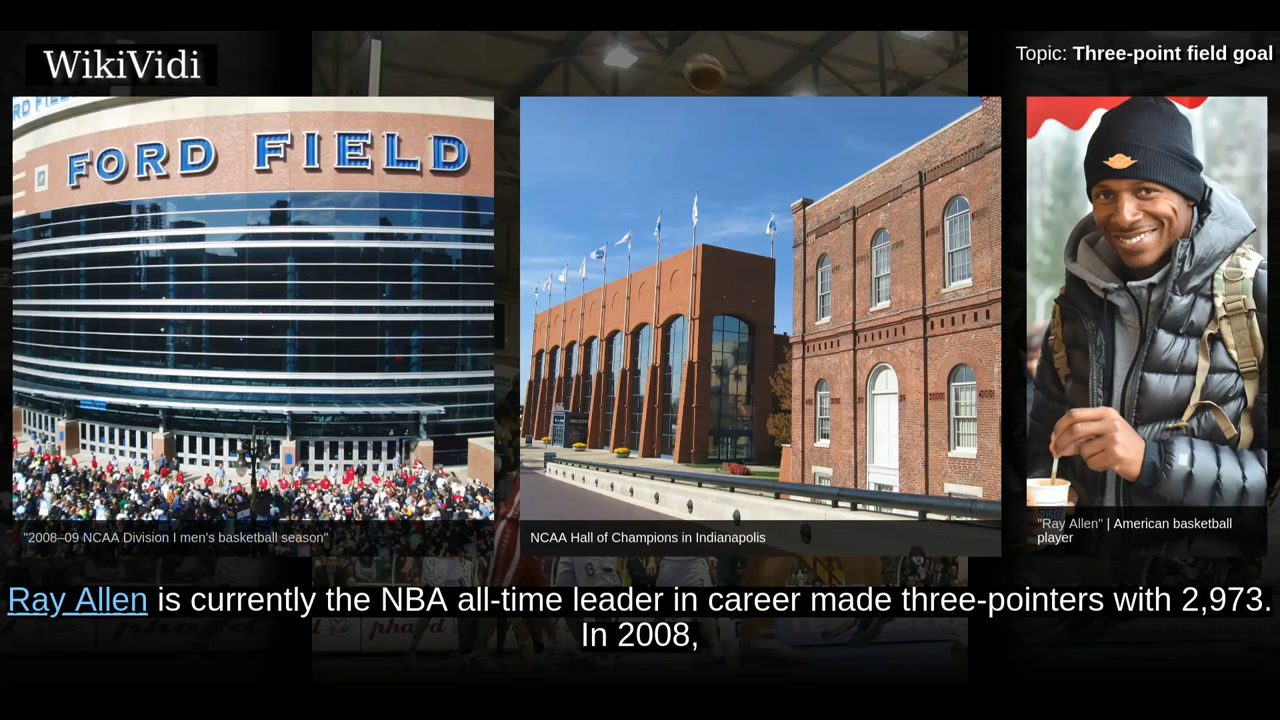 WikiVidi
Topic: Three-point field goal
RD FIELD
FORD FIELD
"2008–09 NCAA Division I men's basketball season"
NCAA Hall of Champions in Indianapolis
"Ray Allen" | American basketball
player
Ray Allen is currently the NBA all-time leader in career made three-pointers with 2,973.
In 2008,